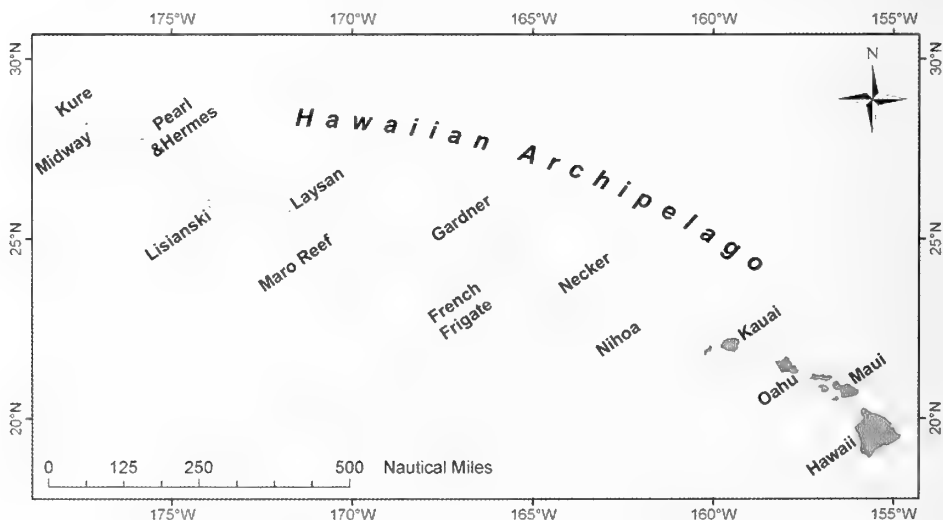 175°W 170°W 165°W 160°W 155°W
30°N 30°N
N
Kure
Pearl
&Hermes
Midway
Hawaiian Archipelago
Laysan
Gardner
Lisianski
25°N 25°N
Maro Reef
Necker
French
Frigate
Nihoa
Kauai
Oahu
Maui
20°N 20°N
Hawaii
0 125 250 500 Nautical Miles
175°W 170°W 165°W 160°W 155°W